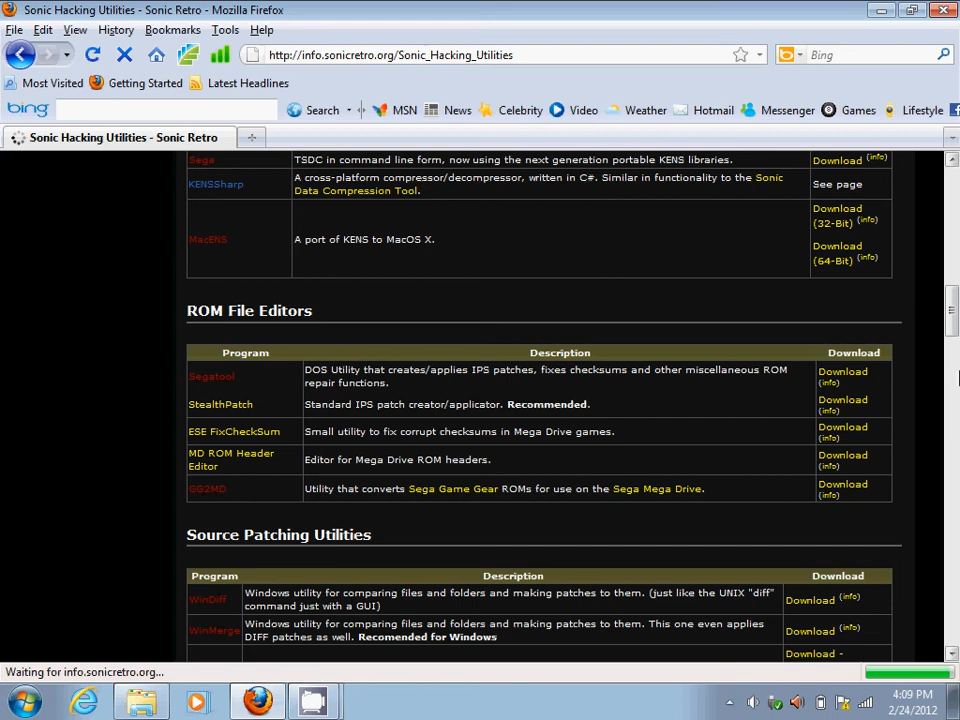 Sonic Hacking Utilities - Sonic Retro - Mozilla Firefox
File Edit View History Bookmarks Tools Help
http://info.sonicretro.org/Sonic_Hacking_Utilities
Bing
Most Visited Getting Started Latest Headlines
bing Search MSN News Celebrity Video Weather Hotmail Messenger Games Lifestyle
Sonic Hacking Utilities - Sonic Retro
Sega TSDC in command line form, now using the next generation portable KENS libraries. Download (info)
KENSSharp A cross-platform compressor/decompressor, written in C#. Similar in functionality to the Sonic
Data Compression Tool. See page
MacENS A port of KENS to MacOS X. Download
(32-Bit) (info)
Download
(64-Bit) (info)
ROM File Editors
Program Description Download
Segatool DOS Utility that creates/applies IPS patches, fixes checksums and other miscellaneous ROM
repair functions. Download
(info)
StealthPatch Standard IPS patch creator/applicator. Recommended. Download
(info)
ESE FixCheckSum Small utility to fix corrupt checksums in Mega Drive games. Download
(info)
MD ROM Header
Editor Editor for Mega Drive ROM headers. Download
(info)
GG2MD Utility that converts Sega Game Gear ROMs for use on the Sega Mega Drive. Download
(info)
Source Patching Utilities
Program Description Download
WinDiff Windows utility for comparing files and folders and making patches to them. (just like the UNIX "diff"
command just with a GUI) Download (info)
WinMerge Windows utility for comparing files and folders and making patches to them. This one even applies
DIFF patches as well. Recomended for Windows Download (info)
Download -
Waiting for info.sonicretro.org...
4:09 PM
2/24/2012